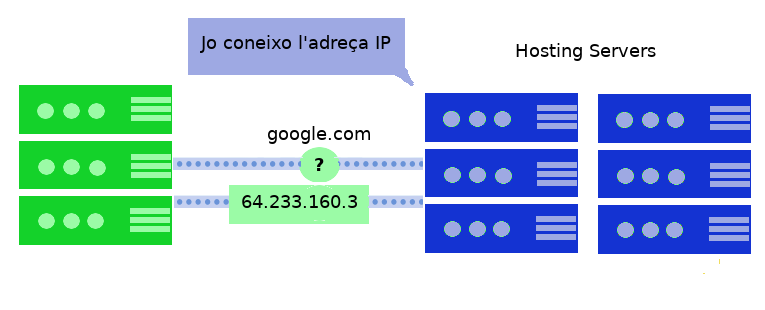 Jo coneixo l'adreça IP
Hosting Servers
google.com
?
64.233.160.3